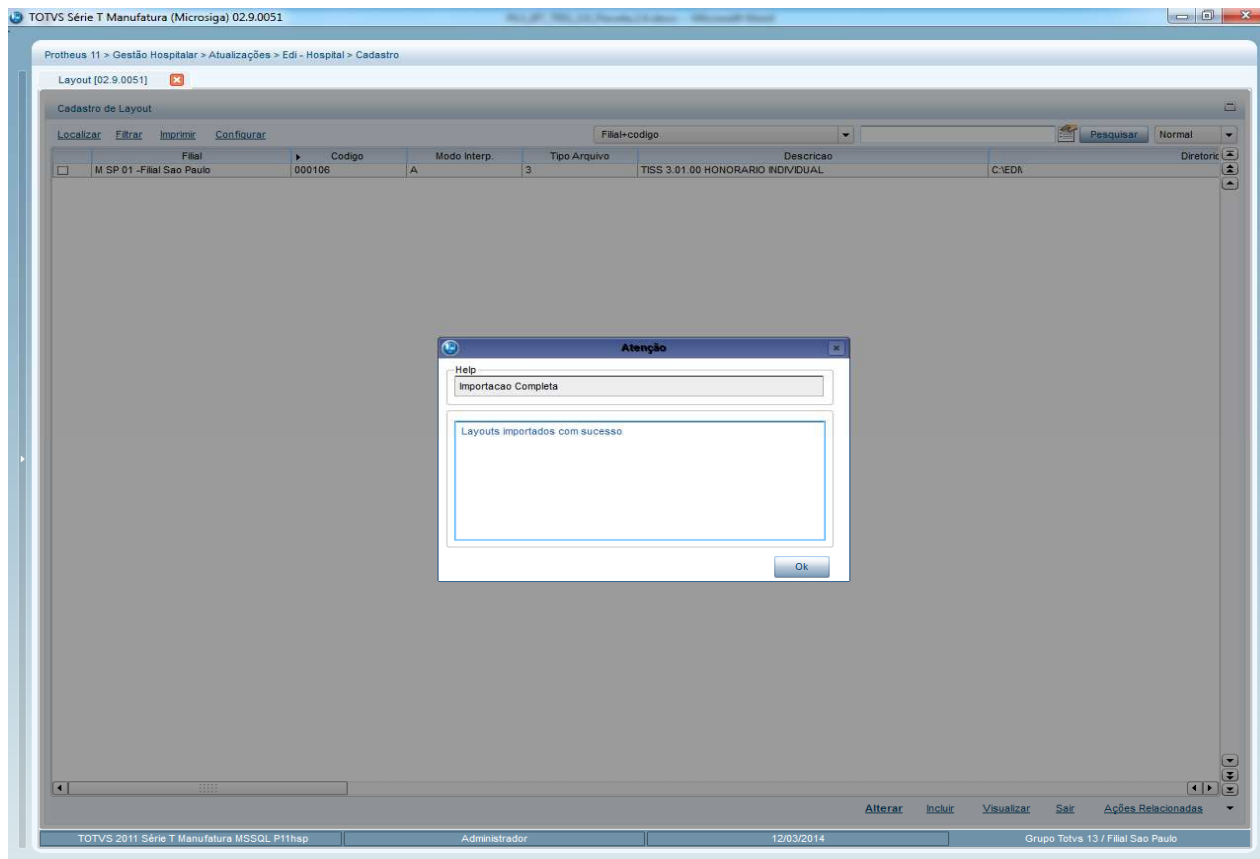 TOTVS Série T Manufatura (Microsiga) 02.9.0051
Protheus 11 > Gestão Hospitalar > Atualizações > Edi - Hospital > Cadastro
Layout [02.9.0051]
Cadastro de Layout
Localizar Filtrar Imprimir Configurar Filial+codigo Pesquisar Normal
Filial Codigo Modo Interp. Tipo Arquivo Descricao
M SP 01 -Filial Sao Paulo 000106 A 3 TISS 3.01.00 HONORARIO INDIVIDUAL C:\EDI\
Atenção
Help
Importacao Completa
Layouts importados com sucesso
Ok
Alterar Incluir Visualizar Sair Ações Relacionadas
TOTVS 2011 Série T Manufatura MSSQL P11hsp Administrador 12/03/2014 Grupo Totvs 13 / Filial Sao Paulo